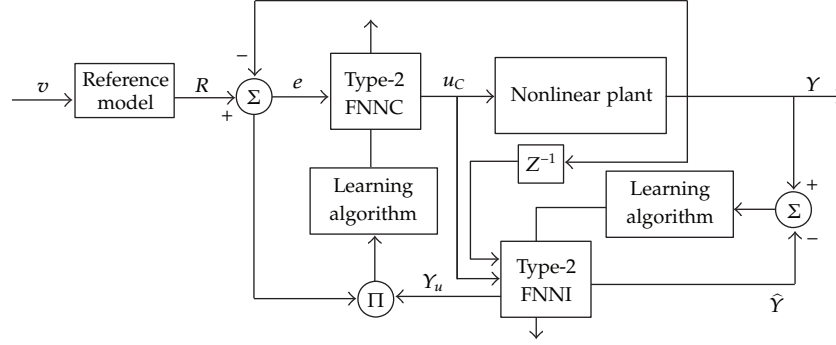 v
Reference
model
R
−
+
Σ
e
Type-2
FNNC
u_C
Nonlinear plant
Y
Z^{-1}
Learning
algorithm
Learning
algorithm
+
Σ
−
Type-2
FNNI
Π
Y_u
Ŷ